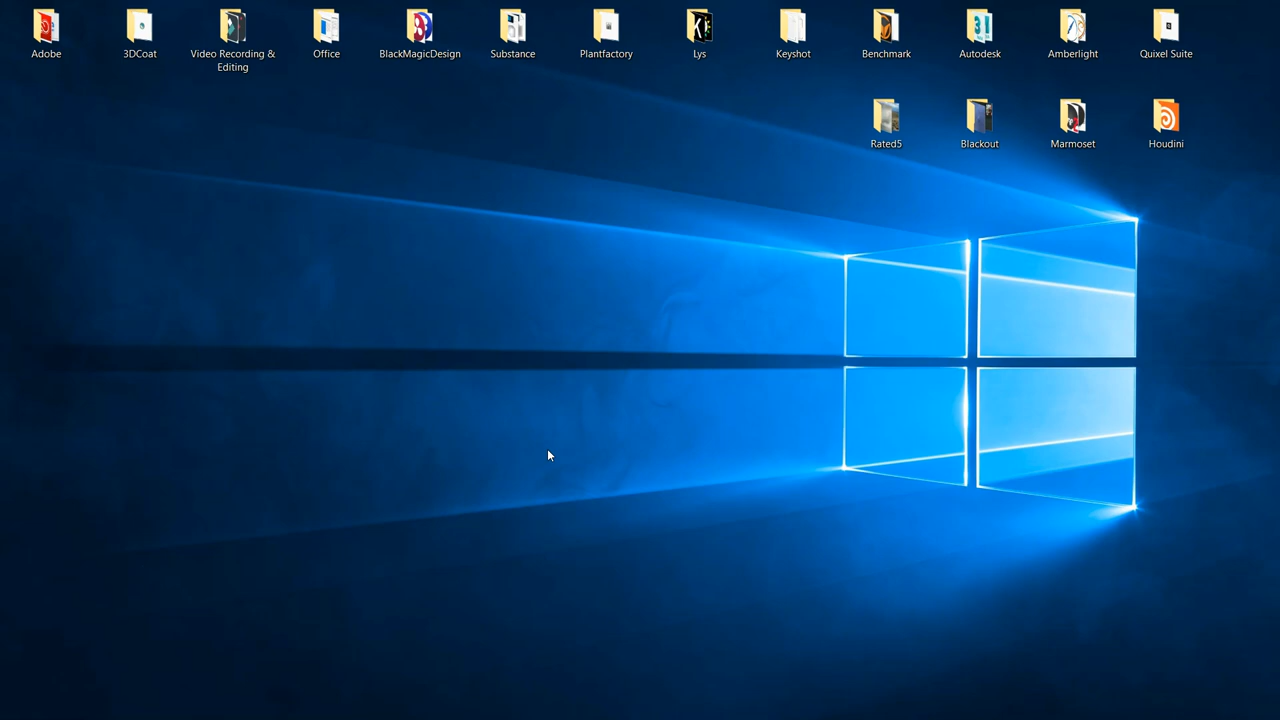 Adobe
3DCoat
Video Recording &
Editing
Office
BlackMagicDesign
Substance
Plantfactory
Lys
Keyshot
Benchmark
Autodesk
Amberlight
Quixel Suite
Rated5
Blackout
Marmoset
Houdini